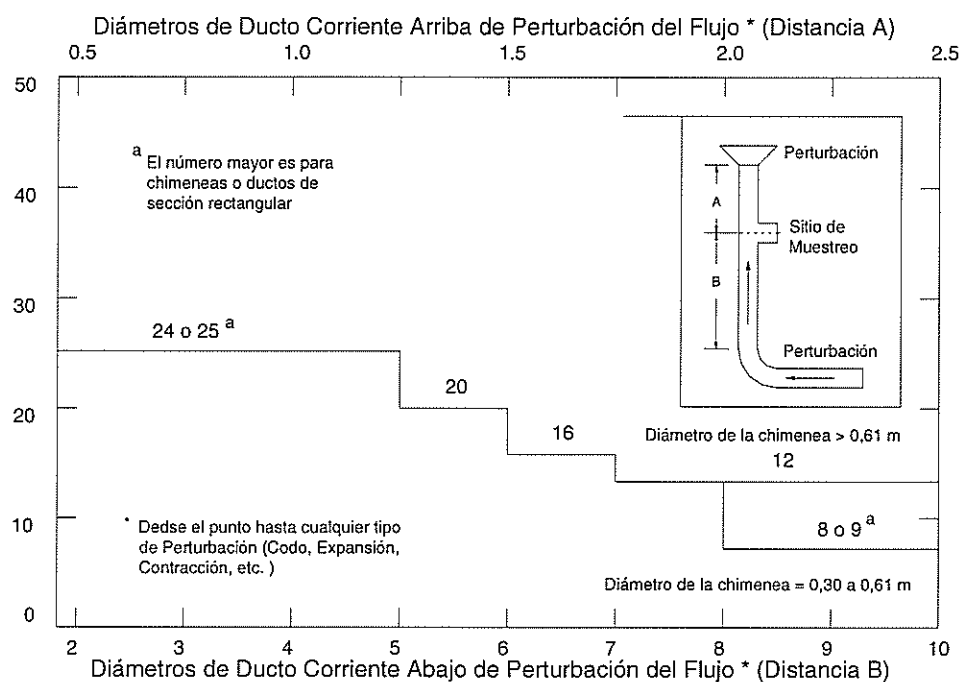 Diámetros de Ducto Corriente Arriba de Perturbación del Flujo * (Distancia A)
0.5 1.0 1.5 2.0 2.5
50
40
30
20
10
0
a El número mayor es para
chimeneas o ductos de
sección rectangular
Perturbación
A
Sitio de
Muestreo
B
Perturbación
24 o 25 a
20
16
Diámetro de la chimenea > 0,61 m
12
8 o 9 a
* Dedse el punto hasta cualquier tipo
de Perturbación (Codo, Expansión,
Contracción, etc. )
Diámetro de la chimenea = 0,30 a 0,61 m
2 3 4 5 6 7 8 9 10
Diámetros de Ducto Corriente Abajo de Perturbación del Flujo * (Distancia B)